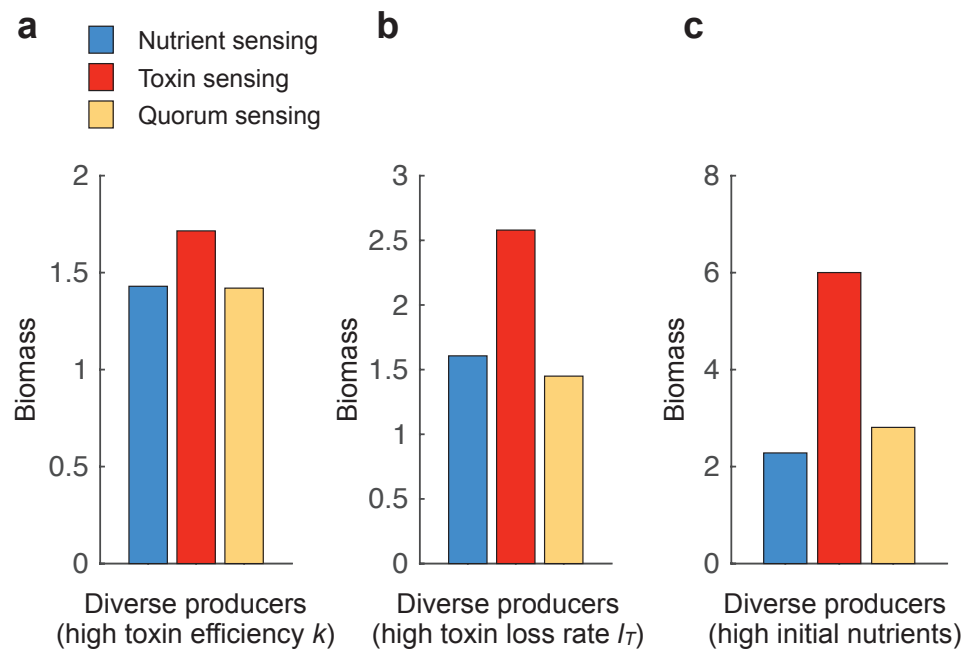 a
Nutrient sensing
Toxin sensing
Quorum sensing
Biomass
2
1.5
1
0.5
0
Diverse producers
(high toxin efficiency k)
b
Biomass
3
2.5
2
1.5
1
0.5
0
Diverse producers
(high toxin loss rate lT)
c
Biomass
8
6
4
2
0
Diverse producers
(high initial nutrients)